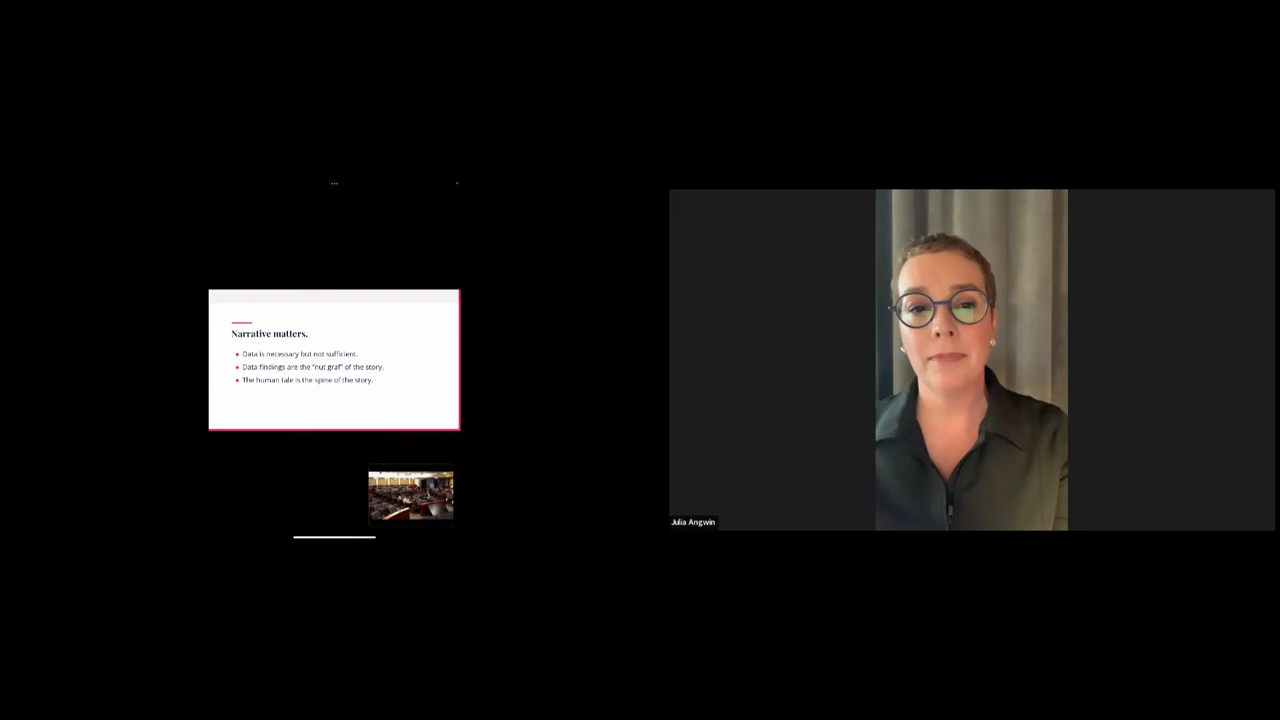 Narrative matters.
Data is necessary but not sufficient.
Data findings are the "nut graf" of the story.
The human tale is the spine of the story.
Julia Angwin